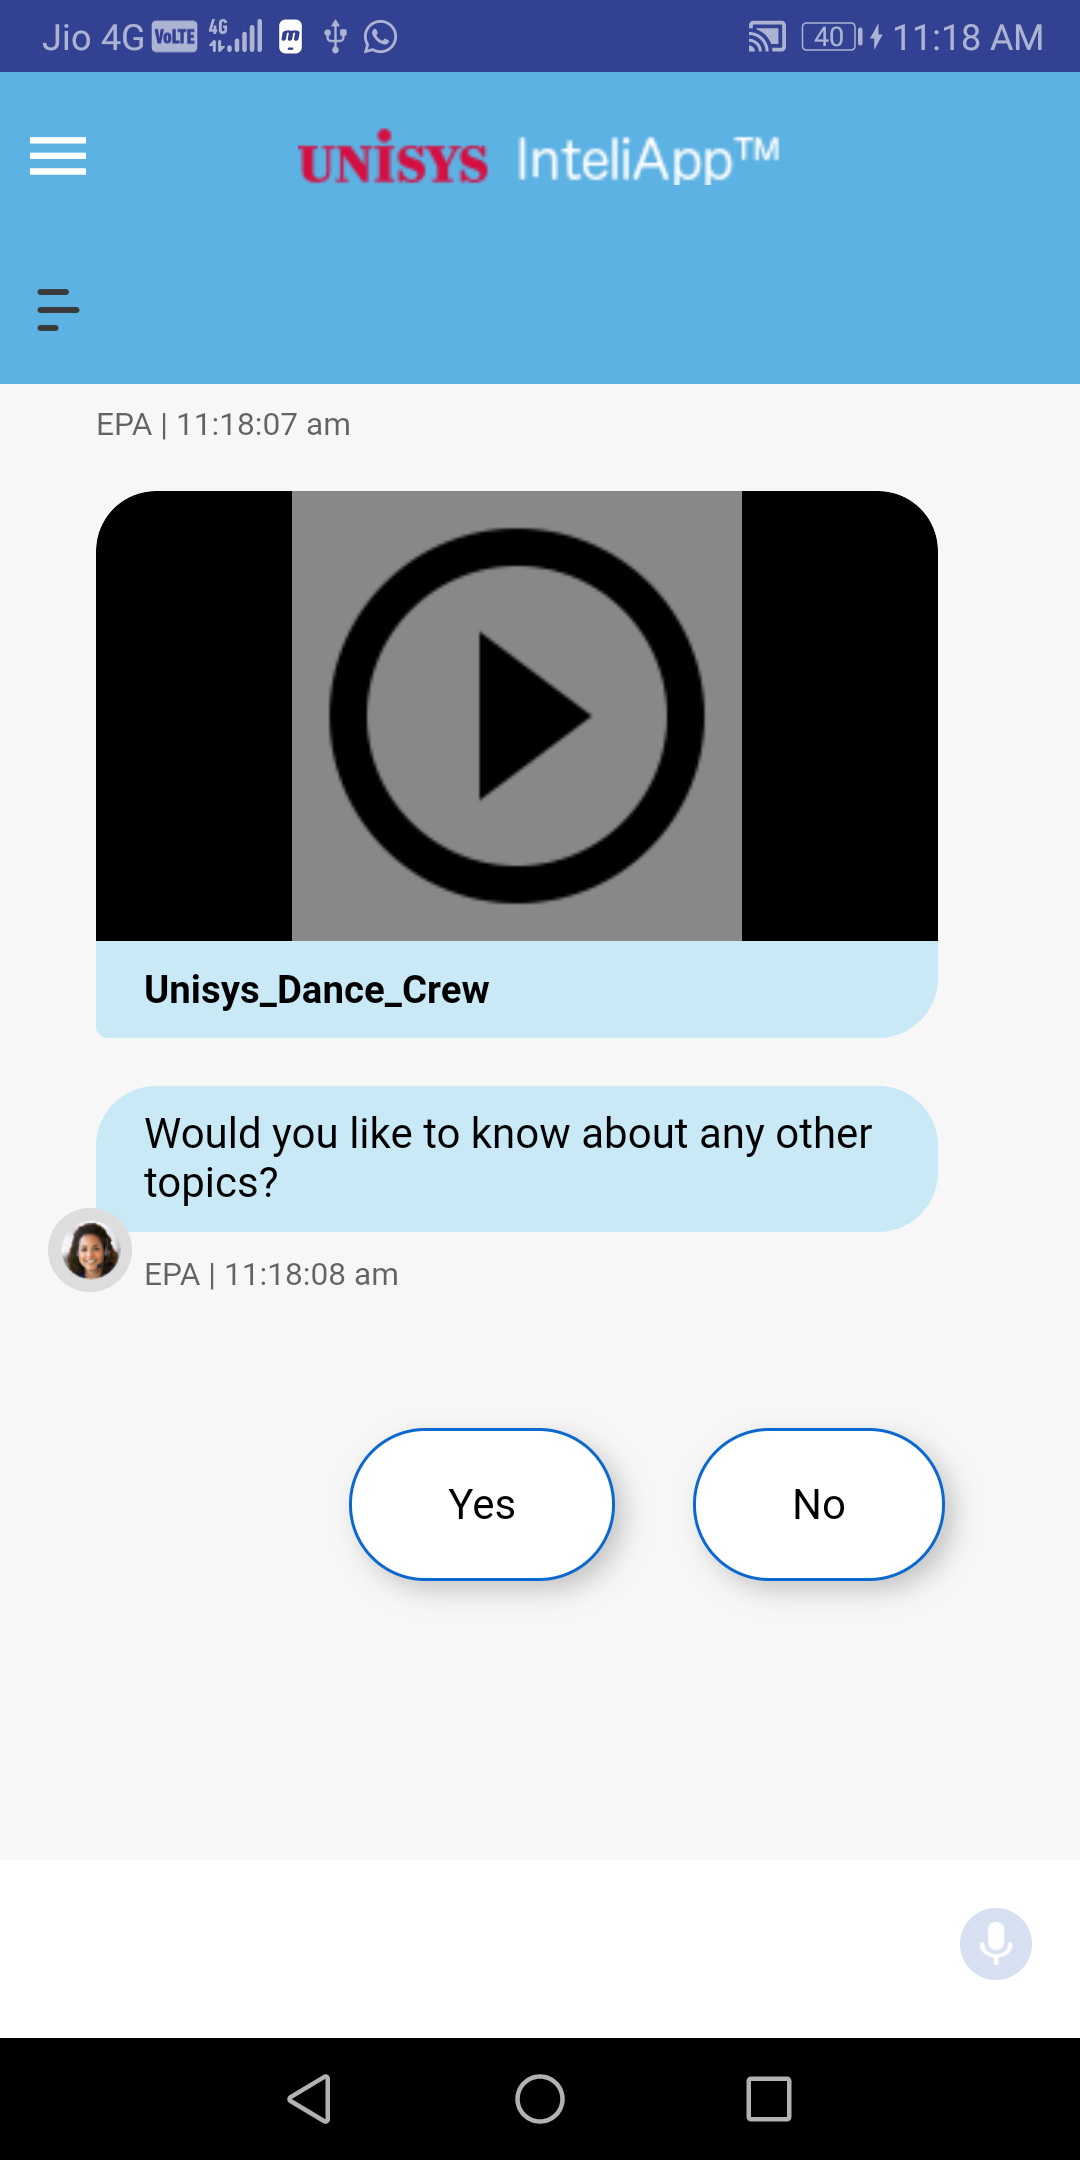 Jio 4G VoLTE 4G 40 11:18 AM
UNiSYS InteliApp™
EPA | 11:18:07 am
Unisys_Dance_Crew
Would you like to know about any other
topics?
EPA | 11:18:08 am
Yes No